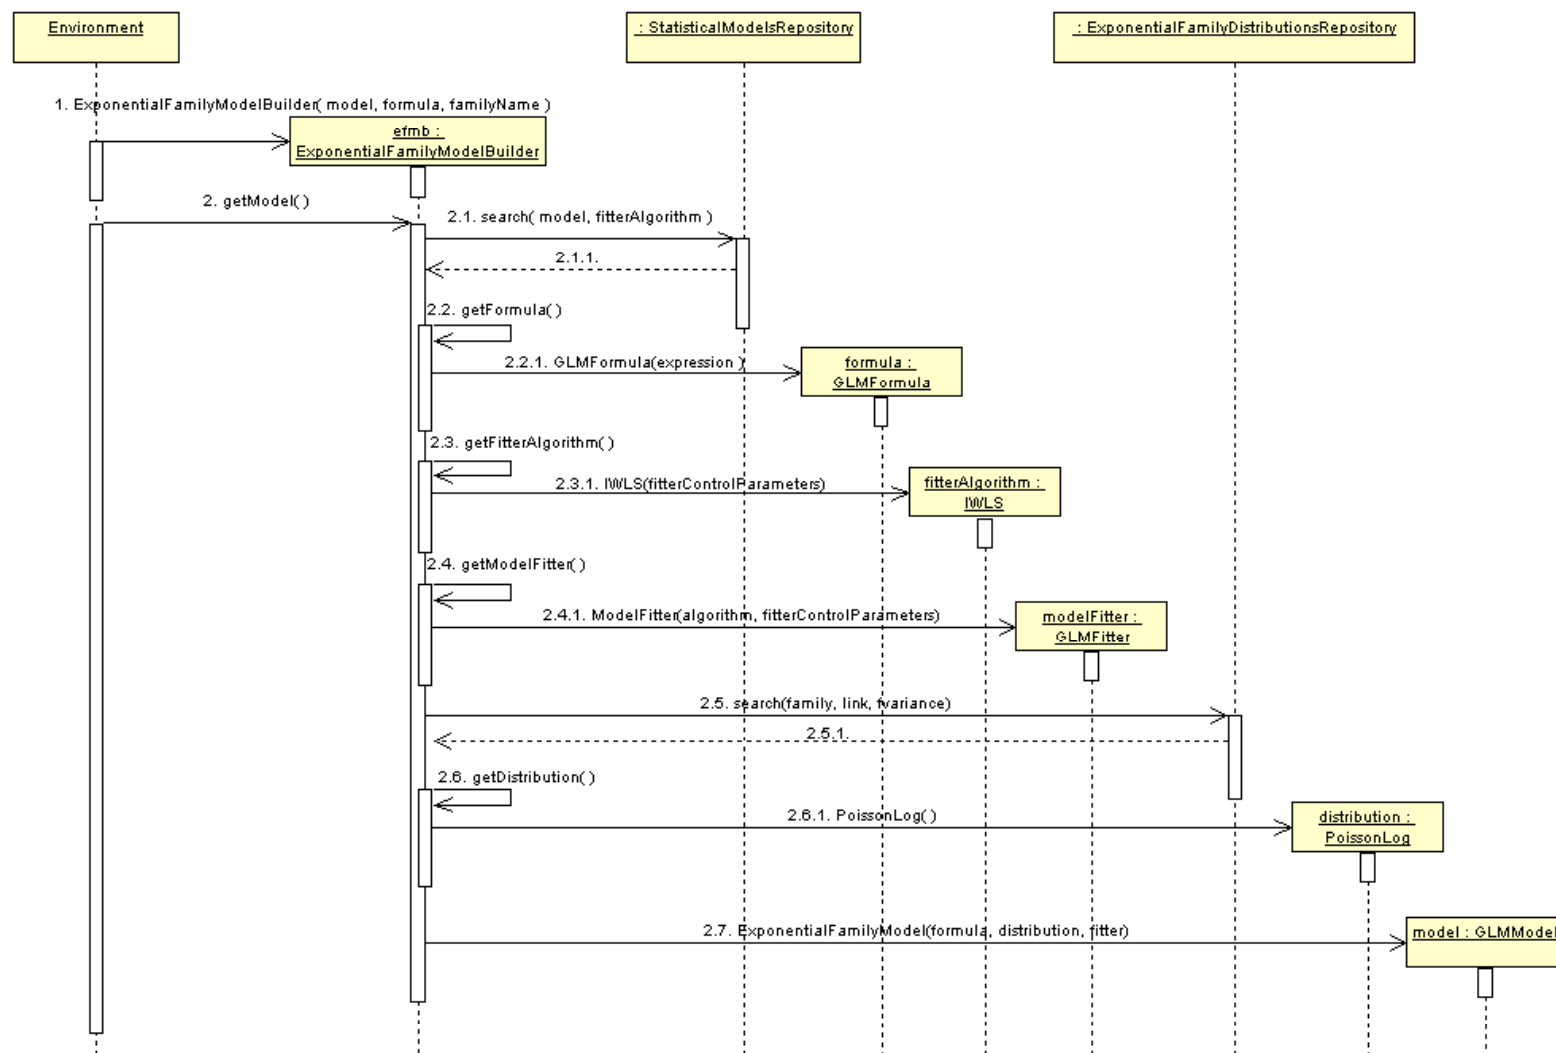 Environment
: StatisticalModelsRepository
: ExponentialFamilyDistributionsRepository
1. ExponentialFamilyModelBuilder( model, formula, familyName )
efmb :
ExponentialFamilyModelBuilder
2. getModel( )
2.1. search( model, fitterAlgorithm )
2.1.1.
2.2. getFormula( )
2.2.1. GLMFormula(expression )
formula :
GLMFormula
2.3. getFitterAlgorithm( )
2.3.1. IWLS(fitterControlParameters)
fitterAlgorithm :
IWLS
2.4. getModelFitter( )
2.4.1. ModelFitter(algorithm, fitterControlParameters)
modelFitter :
GLMFitter
2.5. search(family, link, fvariance)
2.5.1.
2.6. getDistribution( )
2.6.1. PoissonLog( )
distribution :
PoissonLog
2.7. ExponentialFamilyModel(formula, distribution, fitter)
model : GLMModel